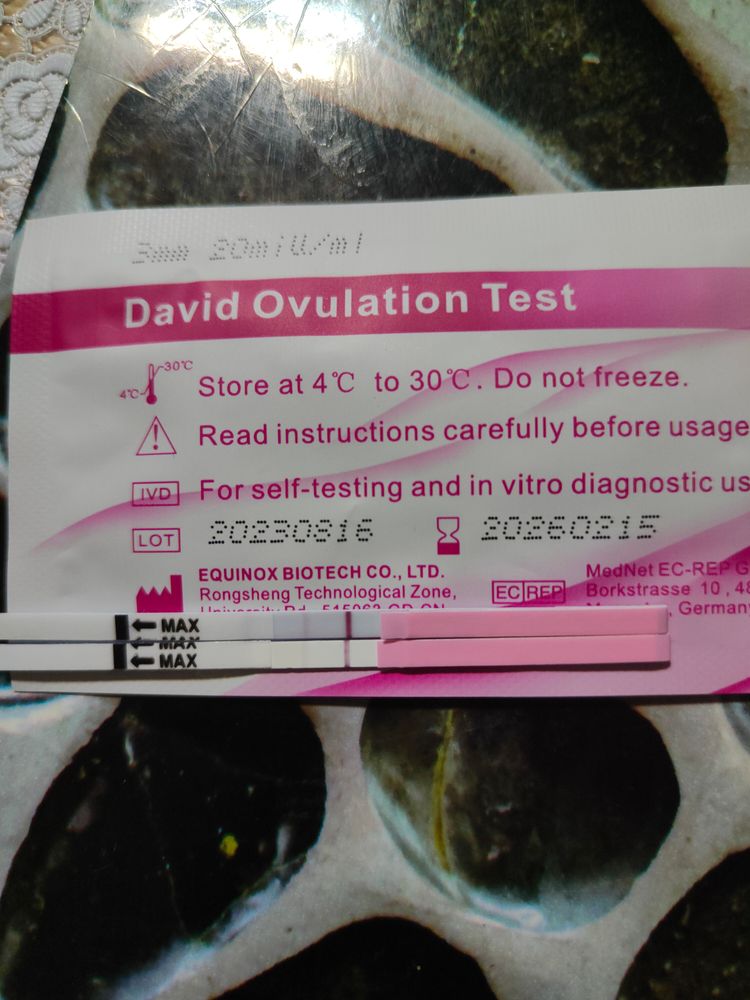 3mm 20miU/ml
David Ovulation Test
30℃
4℃
Store at 4℃ to 30℃. Do not freeze.
Read instructions carefully before usage
IVD For self-testing and in vitro diagnostic us
LOT 20230816 20260215
EQUINOX BIOTECH CO., LTD.
Rongsheng Technological Zone,
MedNet EC-REP G
EC REP Borkstrasse 10, 48
Germany
MAX
MAX
MAX